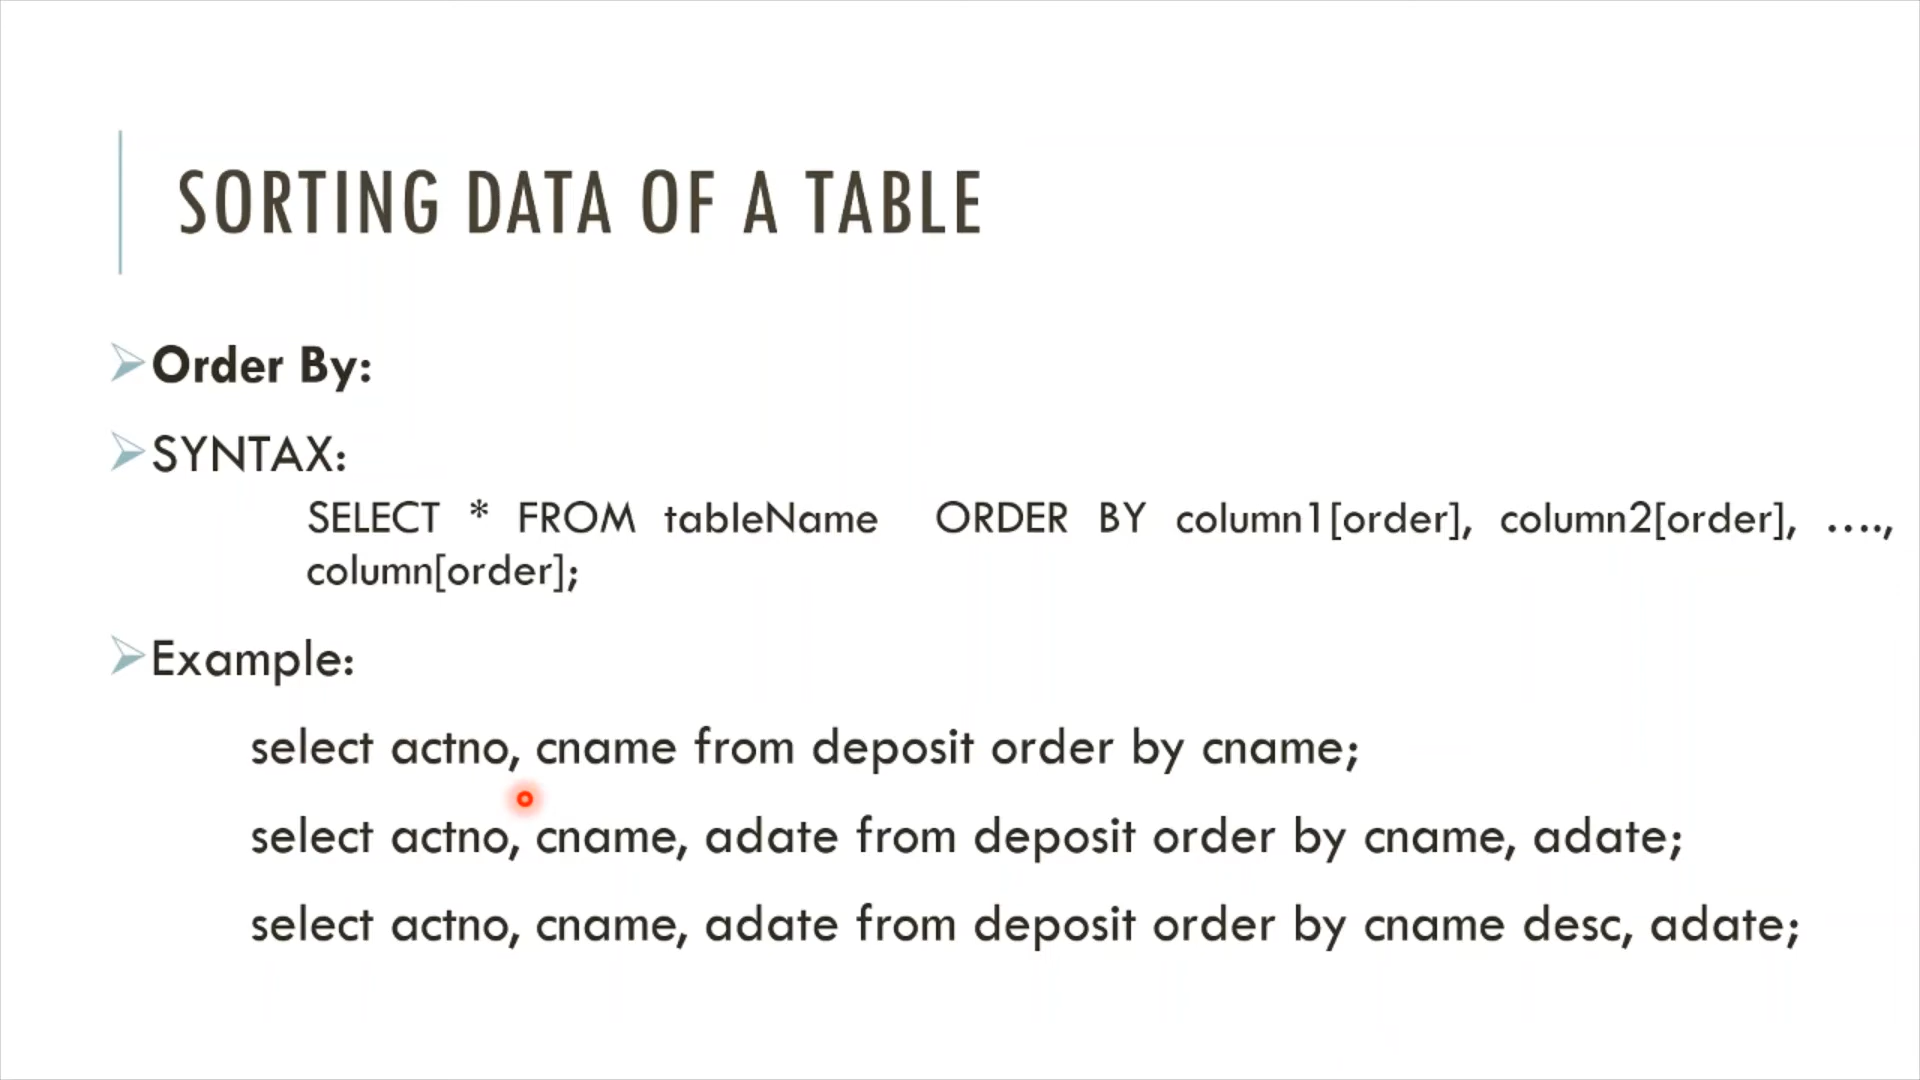 SORTING DATA OF A TABLE
Order By:
SYNTAX:
SELECT * FROM tableName ORDER BY column1[order], column2[order], ….,
column[order];
Example:
select actno, cname from deposit order by cname;
select actno, cname, adate from deposit order by cname, adate;
select actno, cname, adate from deposit order by cname desc, adate;